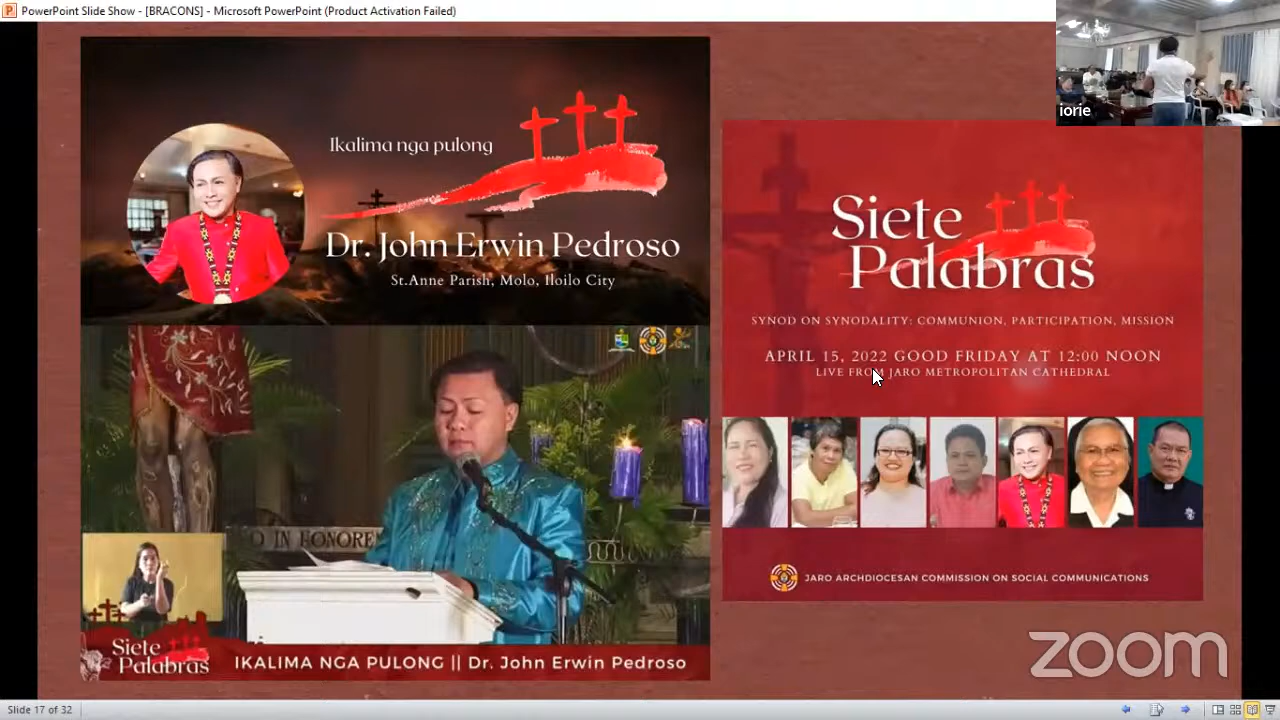 PowerPoint Slide Show - [BRACONS] - Microsoft PowerPoint (Product Activation Failed)
iorie
Ikalima nga pulong
Dr. John Erwin Pedroso
St.Anne Parish, Molo, Iloilo City
D IN HONORE
Siete
Palabras
IKALIMA NGA PULONG || Dr. John Erwin Pedroso
Siete
Palabras
SYNOD ON SYNODALITY: COMMUNION, PARTICIPATION, MISSION
APRIL 15, 2022 GOOD FRIDAY AT 12:00 NOON
LIVE FROM JARO METROPOLITAN CATHEDRAL
JARO ARCHDIOCESAN COMMISSION ON SOCIAL COMMUNICATIONS
zoom
Slide 17 of 32